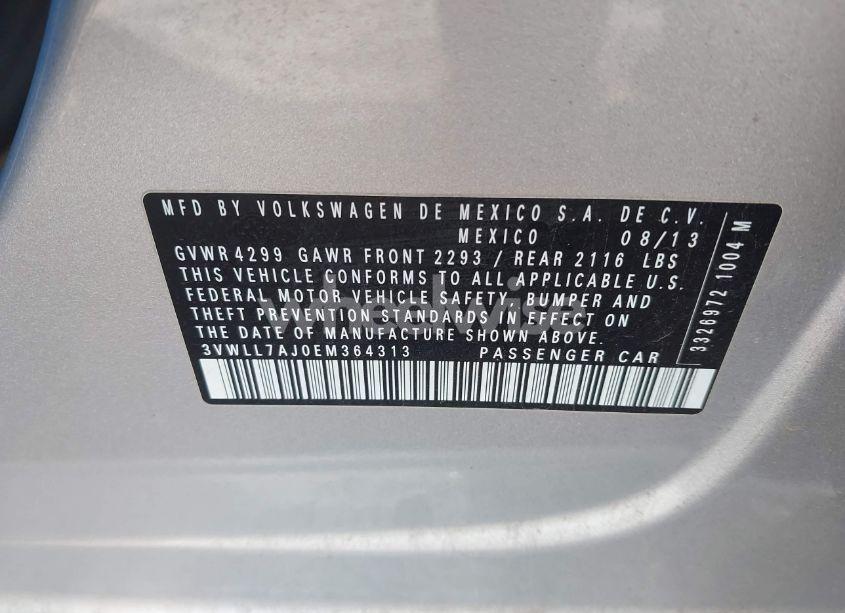 MFD BY VOLKSWAGEN DE MEXICO S.A. DE C.V.
MEXICO 08/13
GVWR 4299 GAWR FRONT 2293 / REAR 2116 LBS
THIS VEHICLE CONFORMS TO ALL APPLICABLE U.S.
FEDERAL MOTOR VEHICLE SAFETY, BUMPER AND
THEFT PREVENTION STANDARDS IN EFFECT ON
THE DATE OF MANUFACTURE SHOWN ABOVE.
3VWLL7AJ0EM364313 PASSENGER CAR
3326972 1004 M